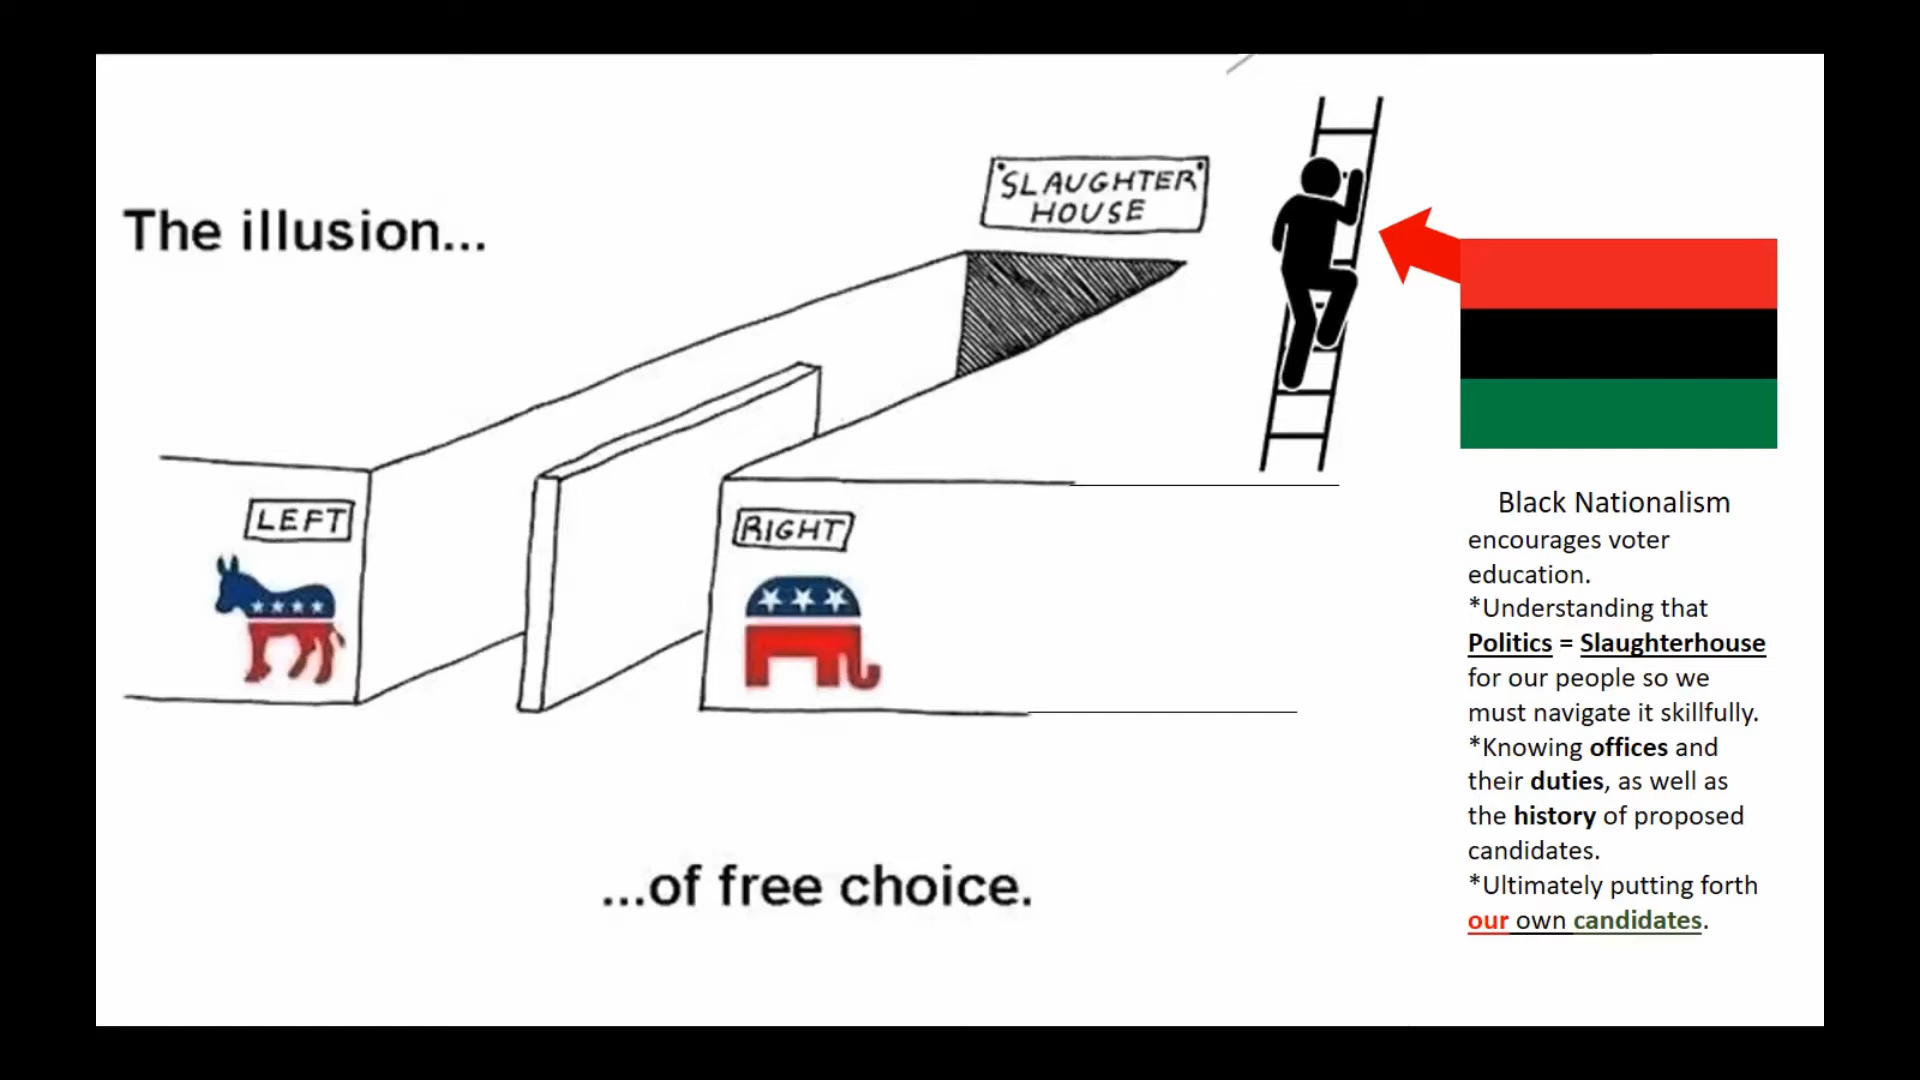 The illusion...
SLAUGHTER
HOUSE
LEFT
RIGHT
...of free choice.
Black Nationalism
encourages voter
education.
*Understanding that
Politics = Slaughterhouse
for our people so we
must navigate it skillfully.
*Knowing offices and
their duties, as well as
the history of proposed
candidates.
*Ultimately putting forth
our own candidates.